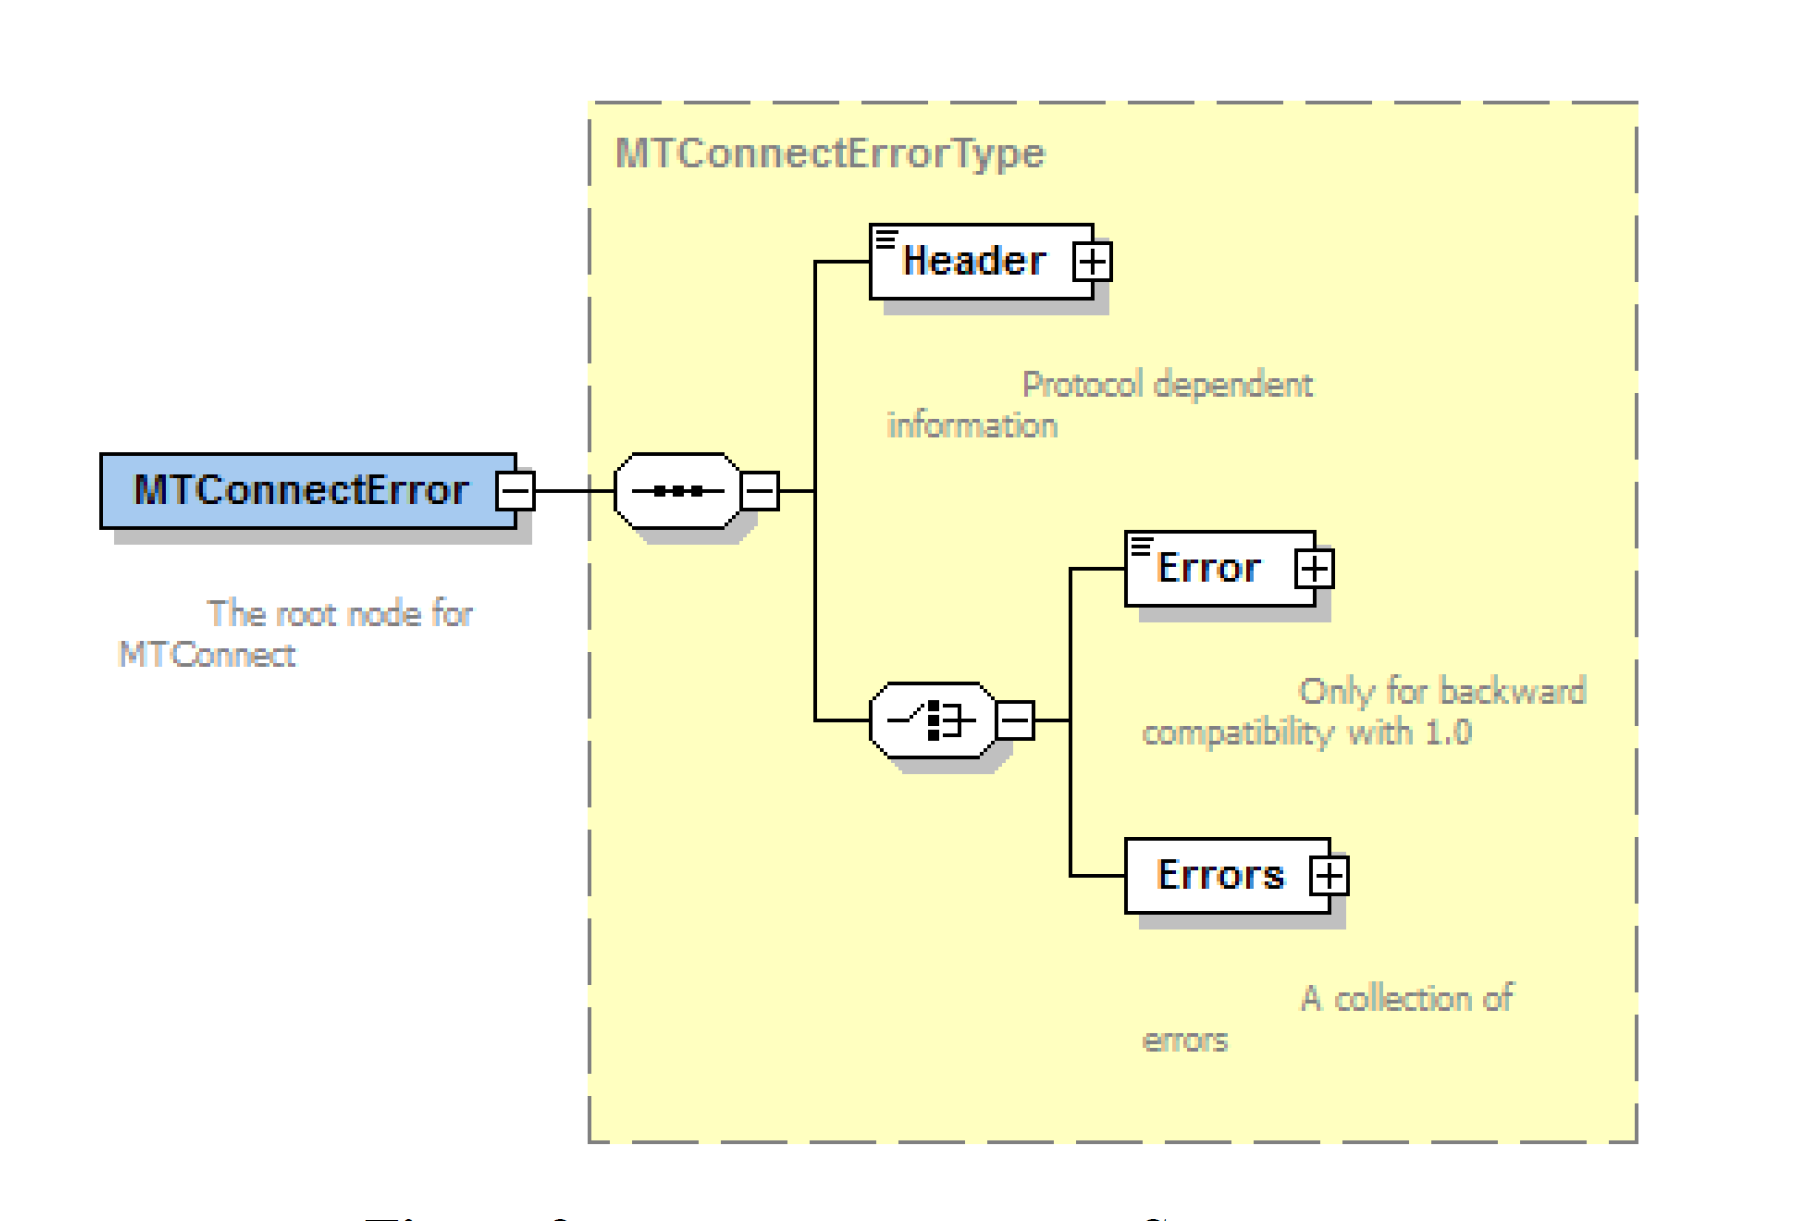 MTConnectErrorType
Header
Protocol dependent
information
MTConnectError
The root node for
MTConnect
Error
Only for backward
compatibility with 1.0
Errors
A collection of
errors